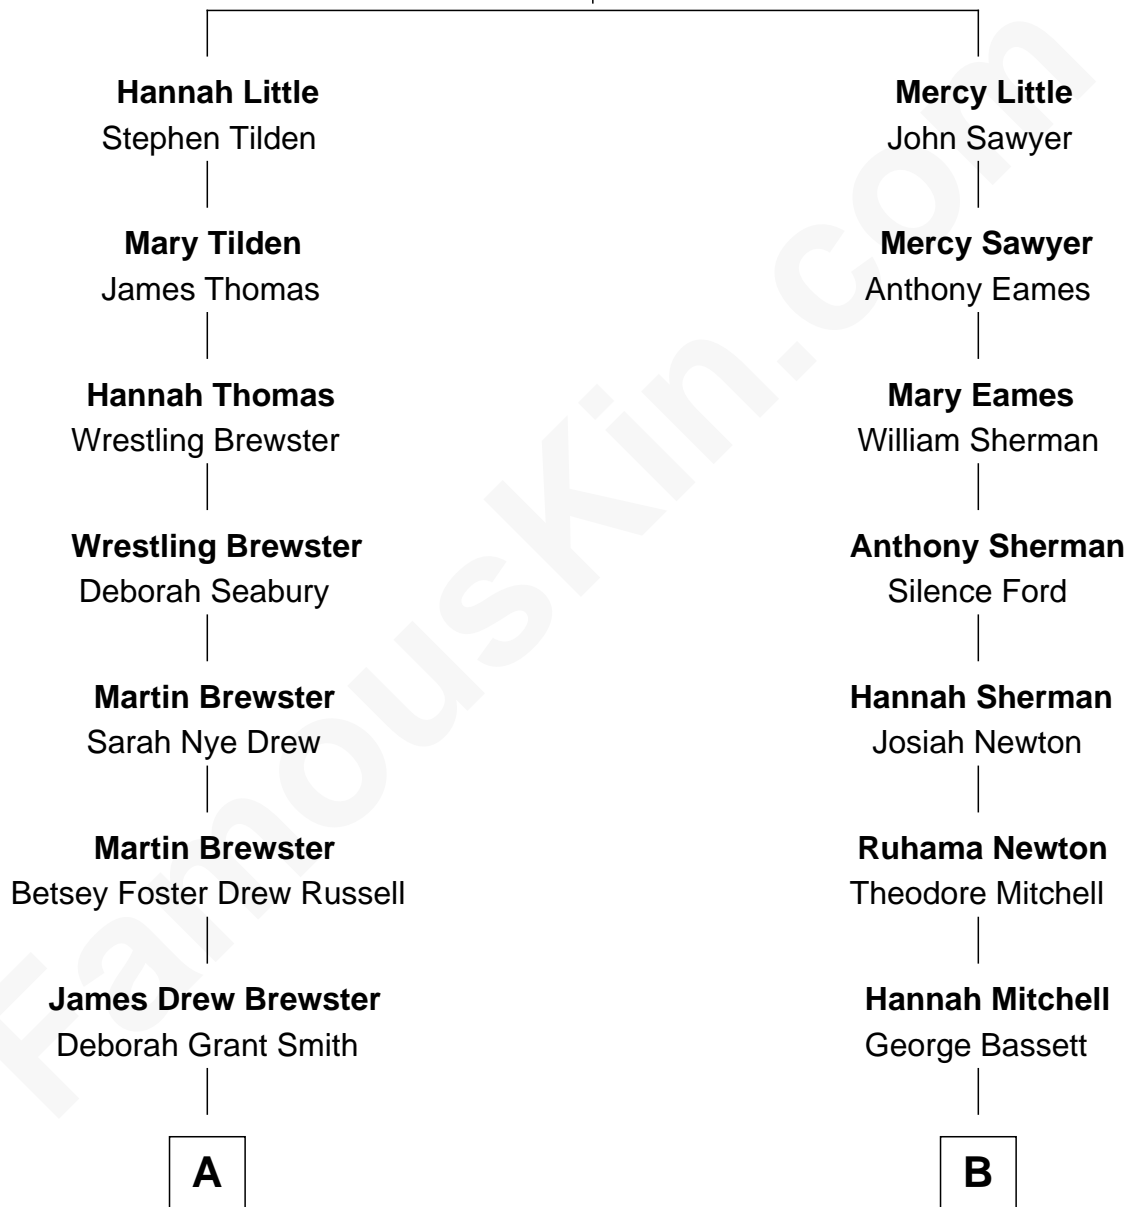 Hannah Little
Stephen Tilden
Mary Tilden
James Thomas
Hannah Thomas
Wrestling Brewster
Wrestling Brewster
Deborah Seabury
Martin Brewster
Sarah Nye Drew
Martin Brewster
Betsey Foster Drew Russell
James Drew Brewster
Deborah Grant Smith
A
Mercy Little
John Sawyer
Mercy Sawyer
Anthony Eames
Mary Eames
William Sherman
Anthony Sherman
Silence Ford
Hannah Sherman
Josiah Newton
Ruhama Newton
Theodore Mitchell
Hannah Mitchell
George Bassett
B
FamousKin.com